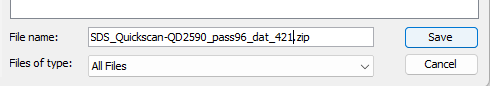 File name: SDS_Quickscan-QD2590_pass96_dat_421.zip Save
Files of type: All Files Cancel